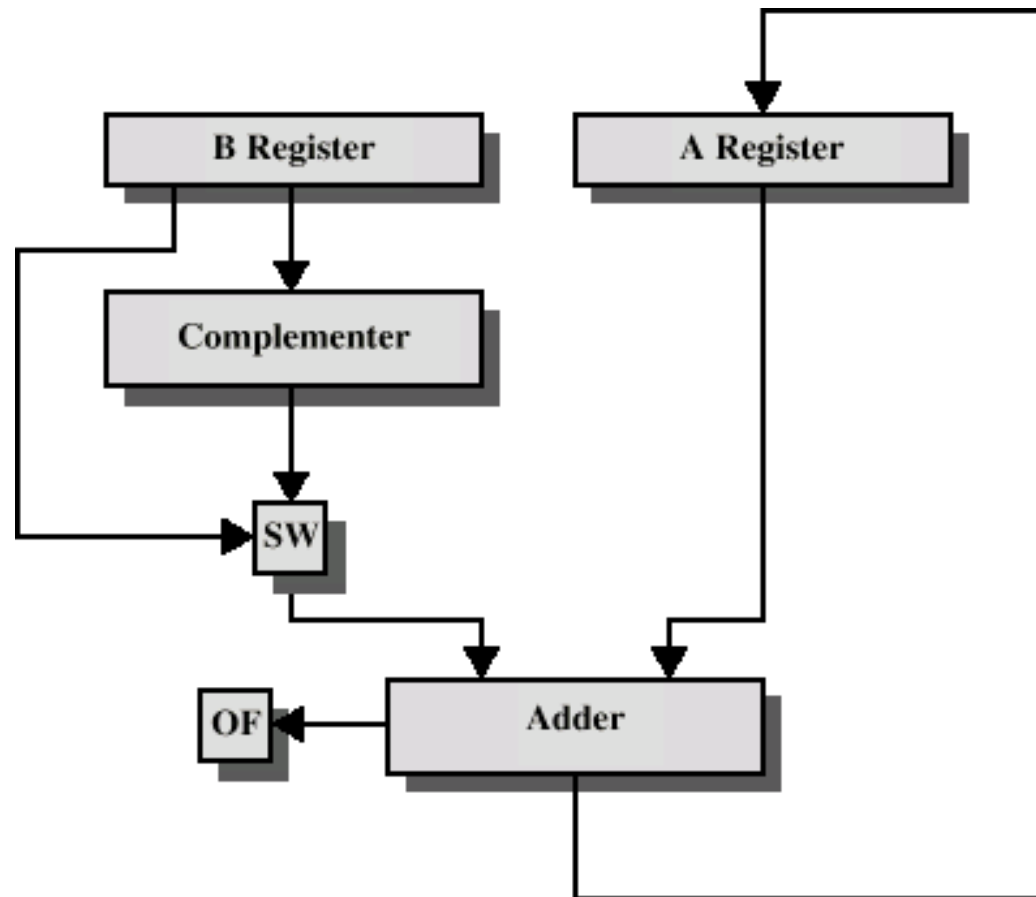 B Register
A Register
Complementer
SW
OF
Adder